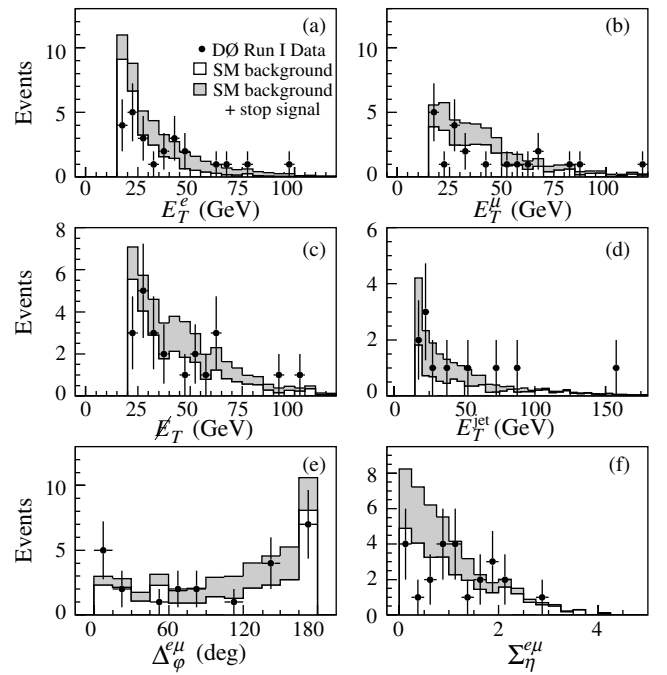 (a)
DØ Run I Data
SM background
SM background
+ stop signal
Events
10
5
0
0 25 50 75 100
E_T^e (GeV)
(b)
10
5
0
0 25 50 75 100
E_T^μ (GeV)
(c)
Events
8
6
4
2
0
0 25 50 75 100
E̸_T (GeV)
(d)
6
4
2
0
0 50 100 150
E_T^jet (GeV)
(e)
Events
10
5
0
0 60 120 180
Δ_φ^eμ (deg)
(f)
8
6
4
2
0
0 2 4
Σ_η^eμ